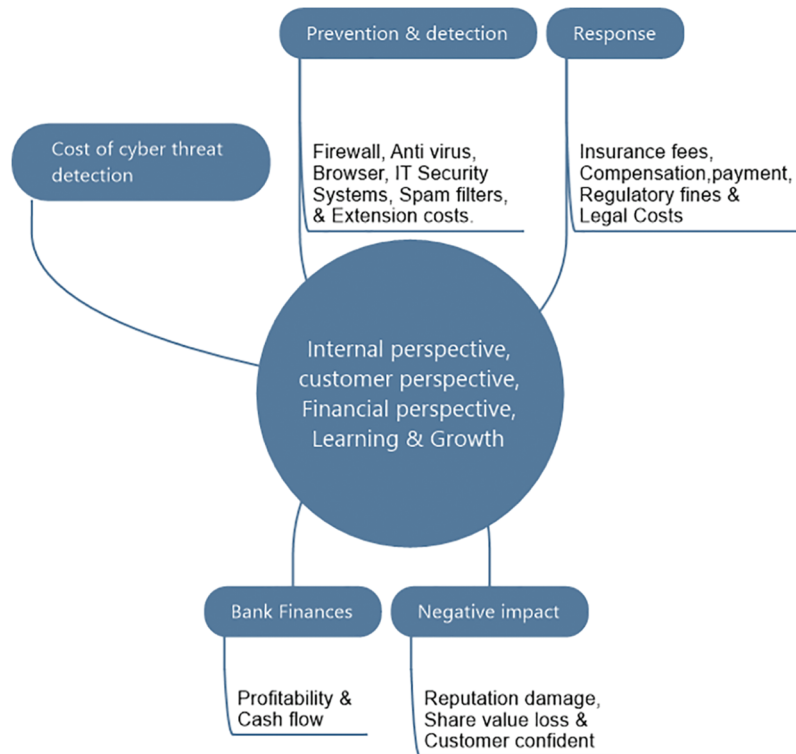 Prevention & detection
Response
Cost of cyber threat
detection
Firewall, Anti virus,
Browser, IT Security
Systems, Spam filters,
& Extension costs.
Insurance fees,
Compensation,payment,
Regulatory fines &
Legal Costs
Internal perspective,
customer perspective,
Financial perspective,
Learning & Growth
Bank Finances
Negative impact
Profitability &
Cash flow
Reputation damage,
Share value loss &
Customer confident